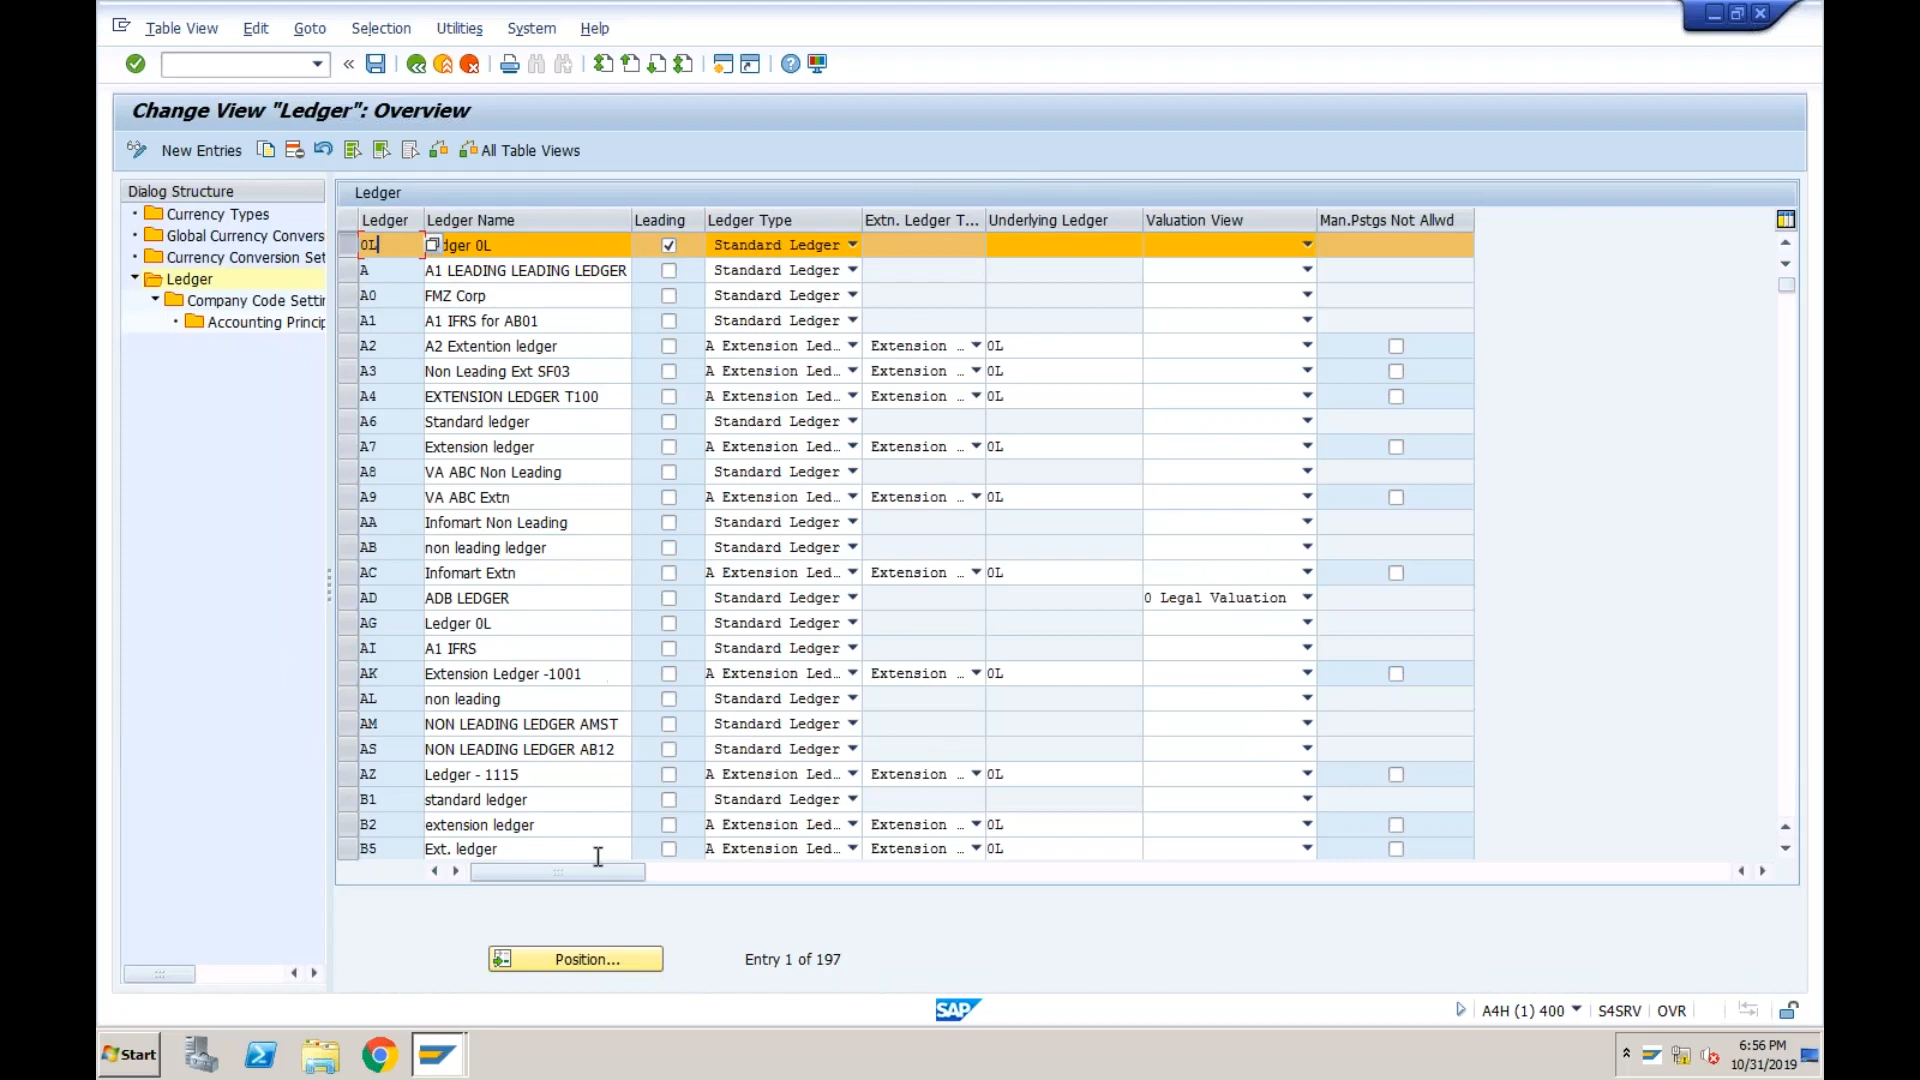 Table View Edit Goto Selection Utilities System Help
Change View "Ledger": Overview
New Entries All Table Views
Dialog Structure
Currency Types
Global Currency Convers
Currency Conversion Set
Ledger
Company Code Settin
Accounting Princip
Ledger
Ledger Ledger Name Leading Ledger Type Extn. Ledger T... Underlying Ledger Valuation View Man.Pstgs Not Allwd
0L dger 0L Standard Ledger
A A1 LEADING LEADING LEDGER Standard Ledger
A0 FMZ Corp Standard Ledger
A1 A1 IFRS for AB01 Standard Ledger
A2 A2 Extention ledger A Extension Led… Extension … 0L
A3 Non Leading Ext SF03 A Extension Led… Extension … 0L
A4 EXTENSION LEDGER T100 A Extension Led… Extension … 0L
A6 Standard ledger Standard Ledger
A7 Extension ledger A Extension Led… Extension … 0L
A8 VA ABC Non Leading Standard Ledger
A9 VA ABC Extn A Extension Led… Extension … 0L
AA Infomart Non Leading Standard Ledger
AB non leading ledger Standard Ledger
AC Infomart Extn A Extension Led… Extension … 0L
AD ADB LEDGER Standard Ledger 0 Legal Valuation
AG Ledger 0L Standard Ledger
AI A1 IFRS Standard Ledger
AK Extension Ledger -1001 A Extension Led… Extension … 0L
AL non leading Standard Ledger
AM NON LEADING LEDGER AMST Standard Ledger
AS NON LEADING LEDGER AB12 Standard Ledger
AZ Ledger - 1115 A Extension Led… Extension … 0L
B1 standard ledger Standard Ledger
B2 extension ledger A Extension Led… Extension … 0L
B5 Ext. ledger A Extension Led… Extension … 0L
Position... Entry 1 of 197
SAP A4H (1) 400 S4SRV OVR
Start 6:56 PM
10/31/2019